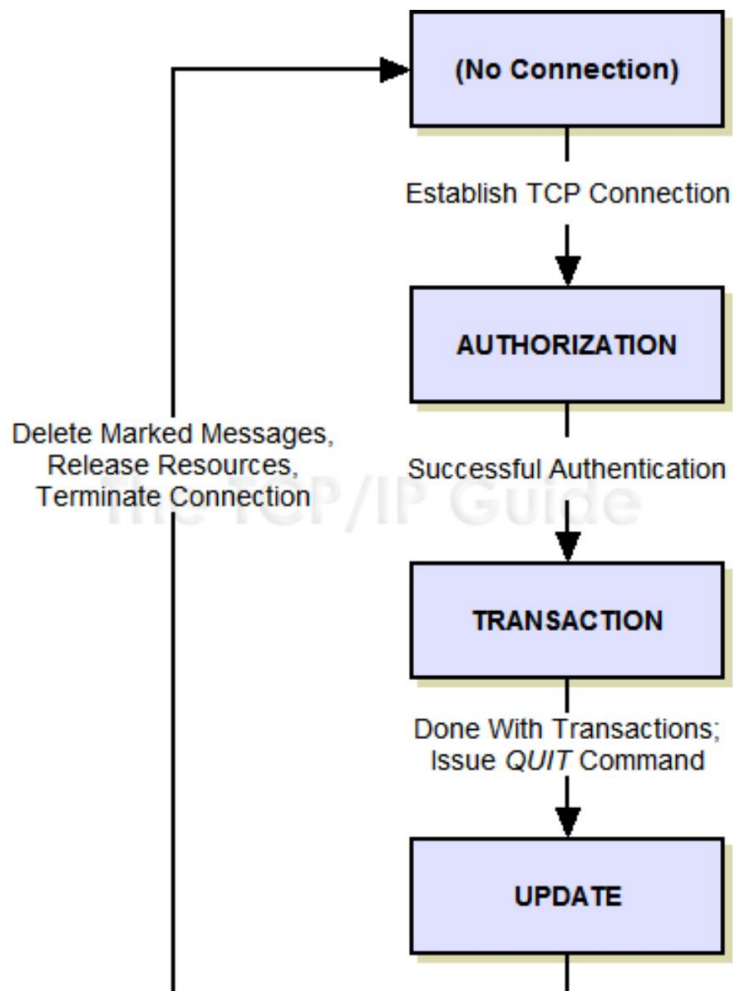 (No Connection)
Establish TCP Connection
AUTHORIZATION
Delete Marked Messages,
Release Resources,
Terminate Connection
Successful Authentication
The TCP/IP Guide
TRANSACTION
Done With Transactions;
Issue QUIT Command
UPDATE